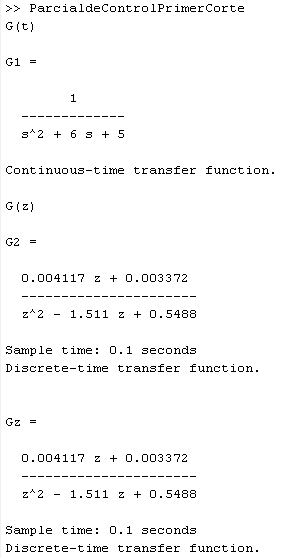 >> ParcialdeControlPrimerCorte
G(t)
G1 =
1
-------------
s^2 + 6 s + 5
Continuous-time transfer function.
G(z)
G2 =
0.004117 z + 0.003372
----------------------
z^2 - 1.511 z + 0.5488
Sample time: 0.1 seconds
Discrete-time transfer function.
Gz =
0.004117 z + 0.003372
----------------------
z^2 - 1.511 z + 0.5488
Sample time: 0.1 seconds
Discrete-time transfer function.